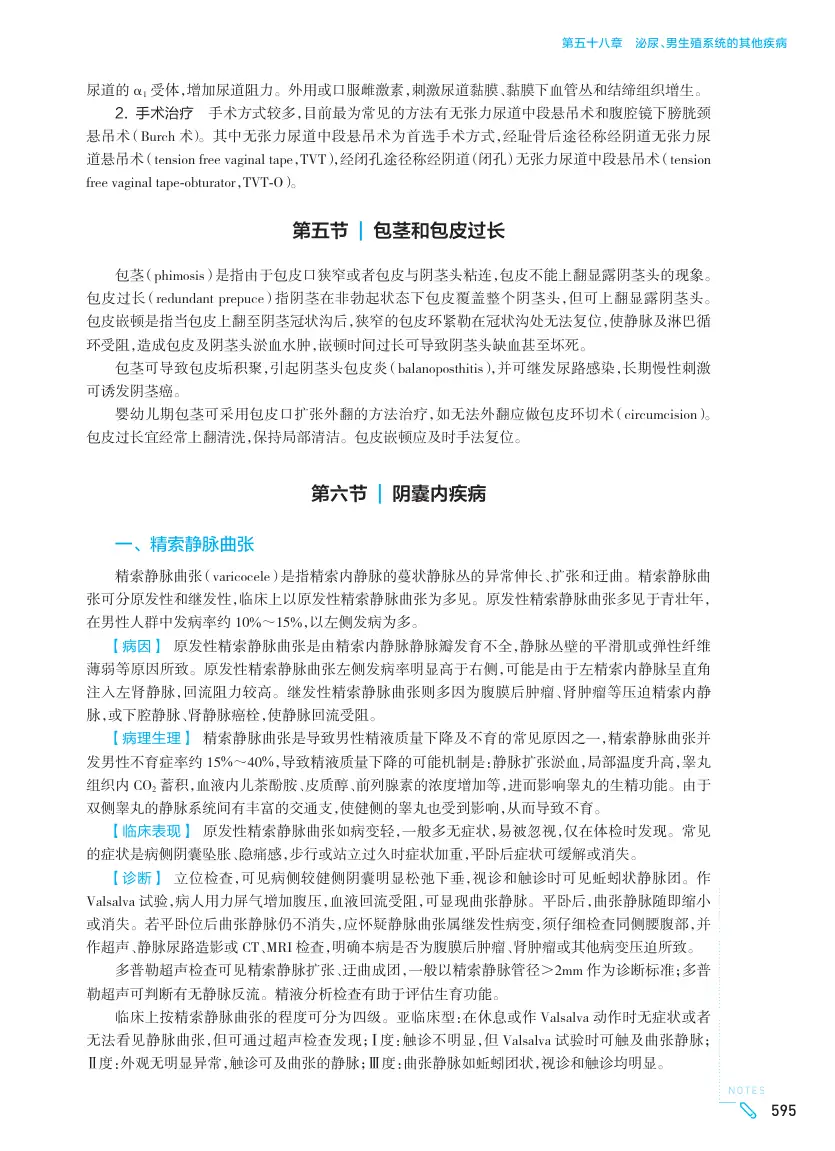 第五十八章 泌尿、男生殖系统的其他疾病
尿道的 α₁ 受体,增加尿道阻力。外用或口服雌激素,刺激尿道黏膜、黏膜下血管丛和结缔组织增生。
2. 手术治疗 手术方式较多,目前最为常见的方法有无张力尿道中段悬吊术和腹腔镜下膀胱颈
悬吊术(Burch 术)。其中无张力尿道中段悬吊术为首选手术方式,经耻骨后途径称经阴道无张力尿
道悬吊术(tension free vaginal tape,TVT),经闭孔途径称经阴道(闭孔)无张力尿道中段悬吊术(tension
free vaginal tape-obturator,TVT-O)。
第五节 | 包茎和包皮过长
包茎(phimosis)是指由于包皮口狭窄或者包皮与阴茎头粘连,包皮不能上翻显露阴茎头的现象。
包皮过长(redundant prepuce)指阴茎在非勃起状态下包皮覆盖整个阴茎头,但可上翻显露阴茎头。
包皮嵌顿是指当包皮上翻至阴茎冠状沟后,狭窄的包皮环紧勒在冠状沟处无法复位,使静脉及淋巴循
环受阻,造成包皮及阴茎头淤血水肿,嵌顿时间过长可导致阴茎头缺血甚至坏死。
包茎可导致包皮垢积聚,引起阴茎头包皮炎(balanoposthitis),并可继发尿路感染,长期慢性刺激
可诱发阴茎癌。
婴幼儿期包茎可采用包皮口扩张外翻的方法治疗,如无法外翻应做包皮环切术(circumcision)。
包皮过长宜经常上翻清洗,保持局部清洁。包皮嵌顿应及时手法复位。
第六节 | 阴囊内疾病
一、精索静脉曲张
精索静脉曲张(varicocele)是指精索内静脉的蔓状静脉丛的异常伸长、扩张和迂曲。精索静脉曲
张可分原发性和继发性,临床上以原发性精索静脉曲张为多见。原发性精索静脉曲张多见于青壮年,
在男性人群中发病率约 10%~15%,以左侧发病为多。
【病因】 原发性精索静脉曲张是由精索内静脉静脉瓣发育不全,静脉丛壁的平滑肌或弹性纤维
薄弱等原因所致。原发性精索静脉曲张左侧发病率明显高于右侧,可能是由于左精索内静脉呈直角
注入左肾静脉,回流阻力较高。继发性精索静脉曲张则多因为腹膜后肿瘤、肾肿瘤等压迫精索内静
脉,或下腔静脉、肾静脉癌栓,使静脉回流受阻。
【病理生理】 精索静脉曲张是导致男性精液质量下降及不育的常见原因之一,精索静脉曲张并
发男性不育症率约 15%~40%,导致精液质量下降的可能机制是:静脉扩张淤血,局部温度升高,睾丸
组织内 CO₂ 蓄积,血液内儿茶酚胺、皮质醇、前列腺素的浓度增加等,进而影响睾丸的生精功能。由于
双侧睾丸的静脉系统间有丰富的交通支,使健侧的睾丸也受到影响,从而导致不育。
【临床表现】 原发性精索静脉曲张如病变轻,一般多无症状,易被忽视,仅在体检时发现。常见
的症状是病侧阴囊坠胀、隐痛感,步行或站立过久时症状加重,平卧后症状可缓解或消失。
【诊断】 立位检查,可见病侧较健侧阴囊明显松弛下垂,视诊和触诊时可见蚯蚓状静脉团。作
Valsalva 试验,病人用力屏气增加腹压,血液回流受阻,可显现曲张静脉。平卧后,曲张静脉随即缩小
或消失。若平卧位后曲张静脉仍不消失,应怀疑静脉曲张属继发性病变,须仔细检查同侧腰腹部,并
作超声、静脉尿路造影或 CT、MRI 检查,明确本病是否为腹膜后肿瘤、肾肿瘤或其他病变压迫所致。
多普勒超声检查可见精索静脉扩张、迂曲成团,一般以精索静脉管径>2mm 作为诊断标准;多普
勒超声可判断有无静脉反流。精液分析检查有助于评估生育功能。
临床上按精索静脉曲张的程度可分为四级。亚临床型:在休息或作 Valsalva 动作时无症状或者
无法看见静脉曲张,但可通过超声检查发现;Ⅰ度:触诊不明显,但 Valsalva 试验时可触及曲张静脉;
Ⅱ度:外观无明显异常,触诊可及曲张的静脉;Ⅲ度:曲张静脉如蚯蚓团状,视诊和触诊均明显。
NOTES
595